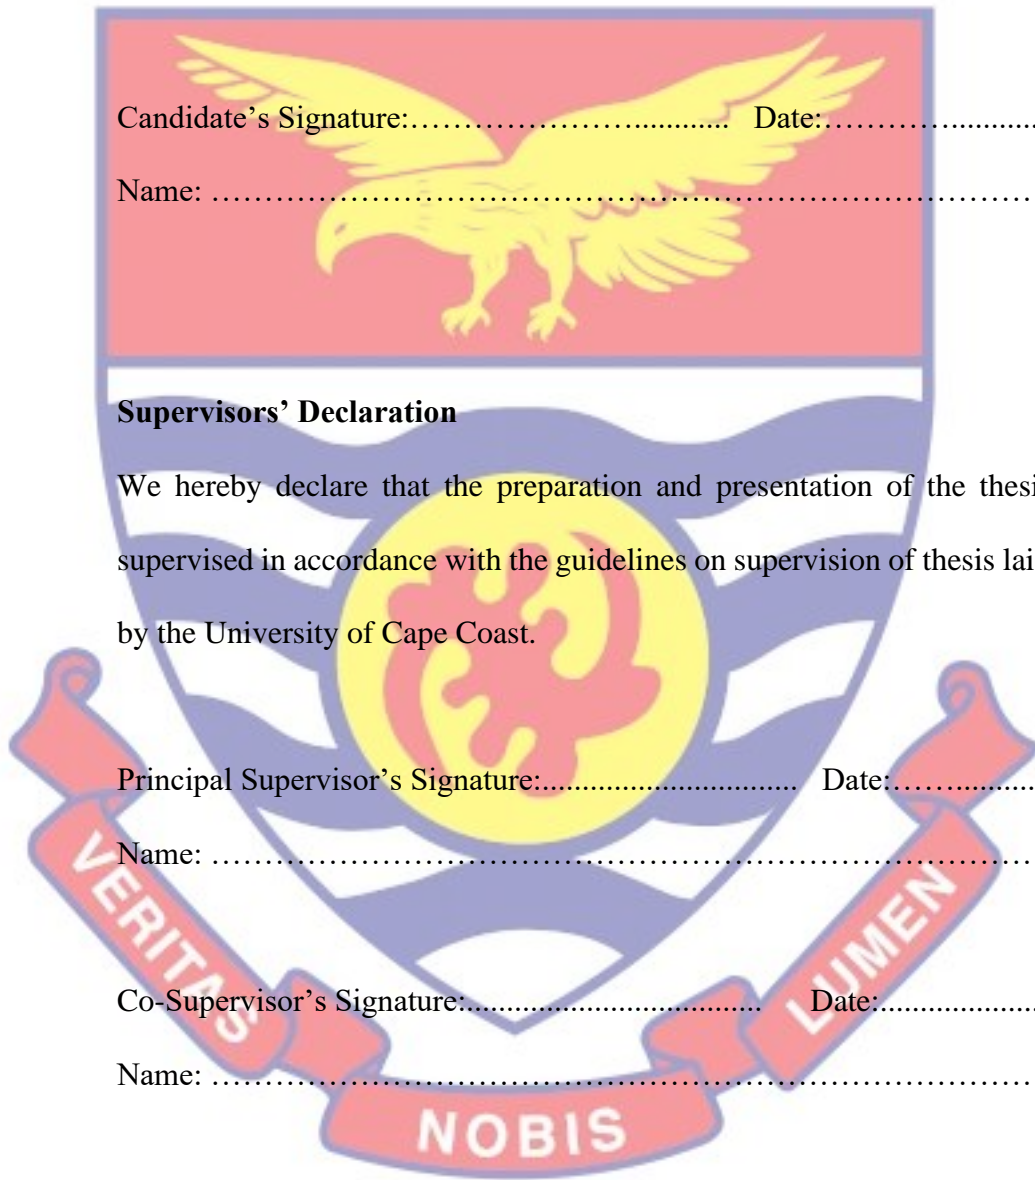 Candidate’s Signature:…………………............ Date:…………...........
Name: ……………………………………………………………………
Supervisors’ Declaration
We hereby declare that the preparation and presentation of the thesi
supervised in accordance with the guidelines on supervision of thesis lai
by the University of Cape Coast.
Principal Supervisor’s Signature:................................ Date:……...........
Name: ……………………………………………………………………
Co-Supervisor’s Signature:..................................... Date:....................
Name: ……………………………………………………………………
VERITAS
NOBIS
LUMEN